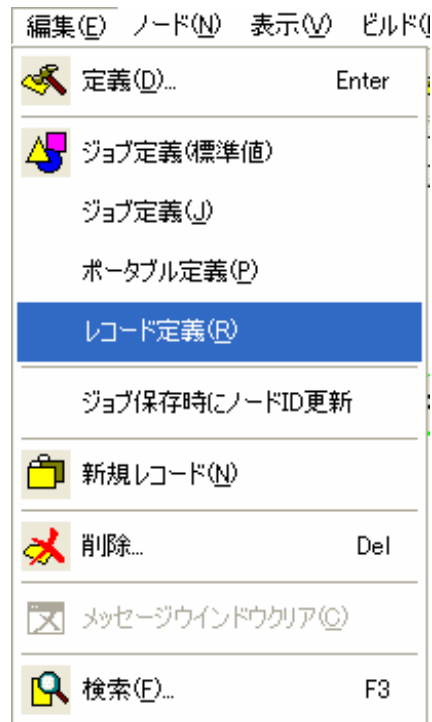 編集(E) ノード(N) 表示(V) ビルド(
定義(D)... Enter
ジョブ定義(標準値)
ジョブ定義(J)
ポータブル定義(P)
レコード定義(R)
ジョブ保存時にノードID更新
新規レコード(N)
削除... Del
メッセージウインドウクリア(C)
検索(F)... F3